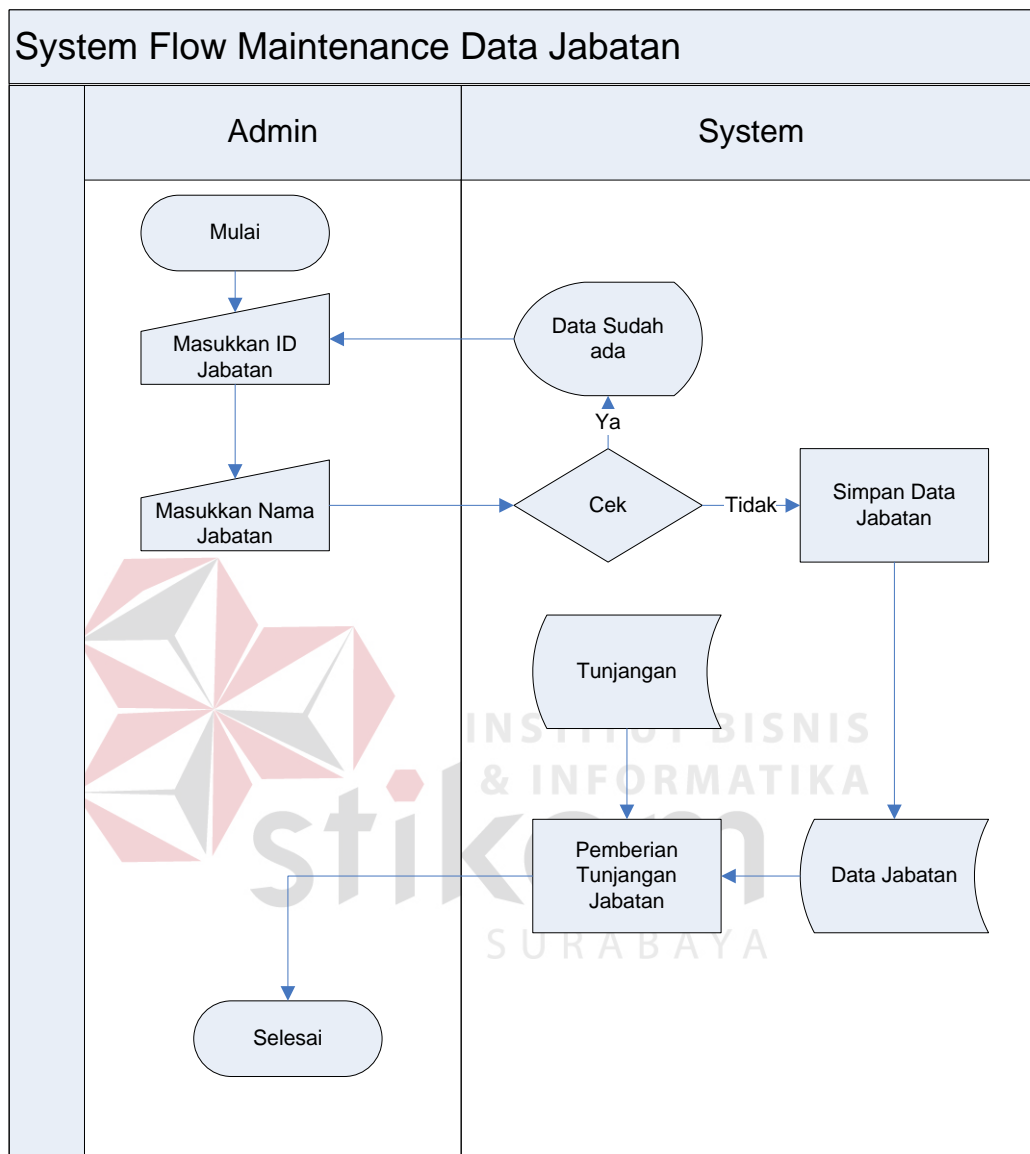 System Flow Maintenance Data Jabatan
Admin
System
Mulai
Masukkan ID
Jabatan
Data Sudah
ada
Ya
Masukkan Nama
Jabatan
Cek
Tidak
Simpan Data
Jabatan
Tunjangan
INSTITUT BISNIS
& INFORMATIKA
stikom
SURABAYA
Pemberian
Tunjangan
Jabatan
Data Jabatan
Selesai